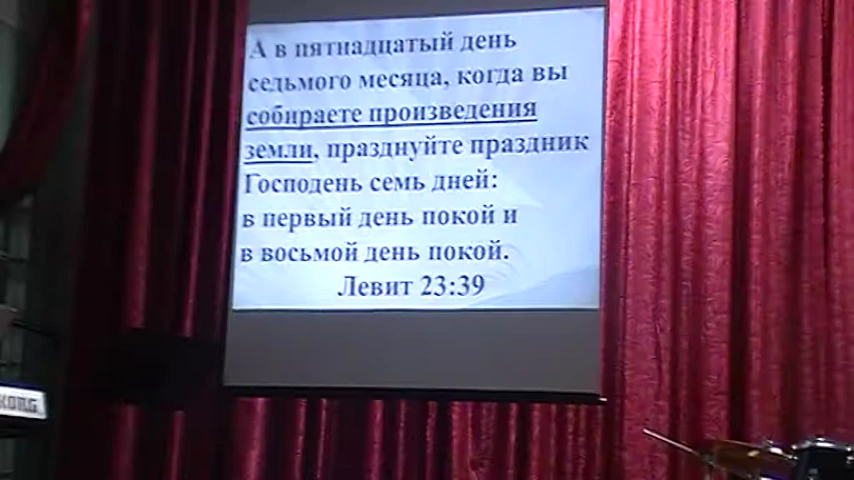 А в пятнадцатый день
седьмого месяца, когда вы
собираете произведения
земли, празднуйте праздник
Господень семь дней:
в первый день покой и
в восьмой день покой.
Левит 23:39
KORG